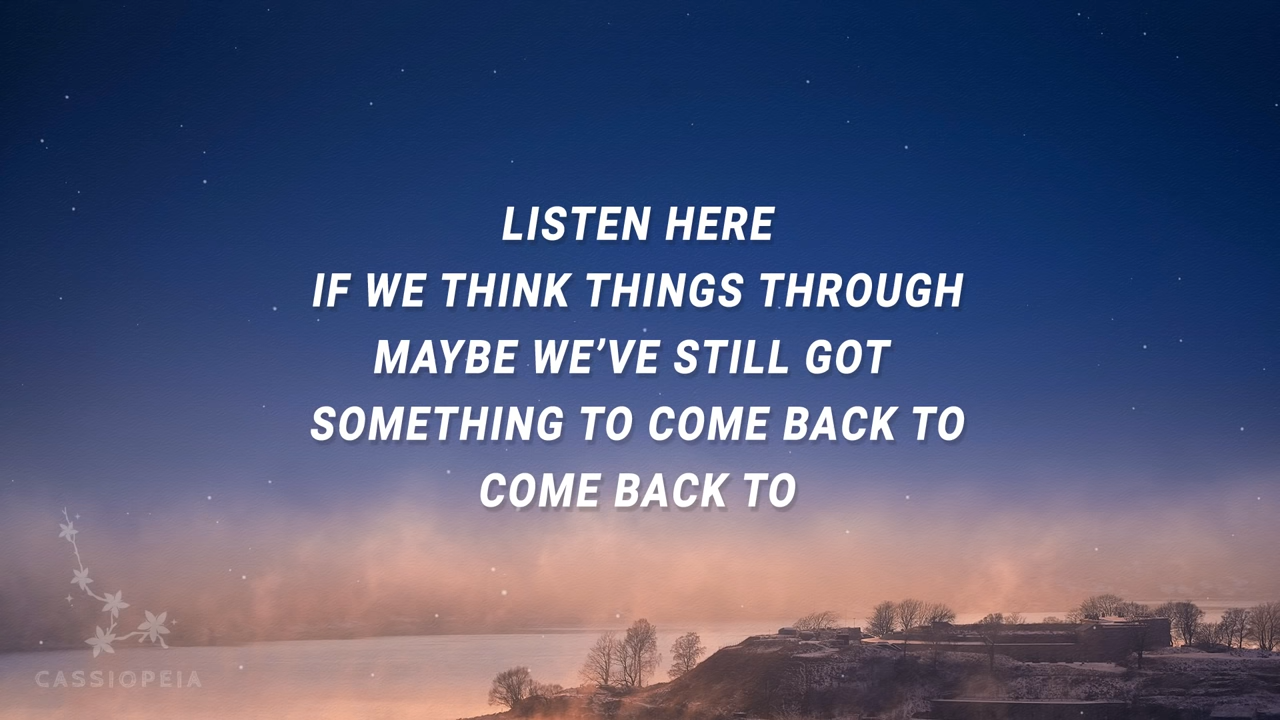 LISTEN HERE
IF WE THINK THINGS THROUGH
MAYBE WE’VE STILL GOT
SOMETHING TO COME BACK TO
COME BACK TO
CASSIOPEIA